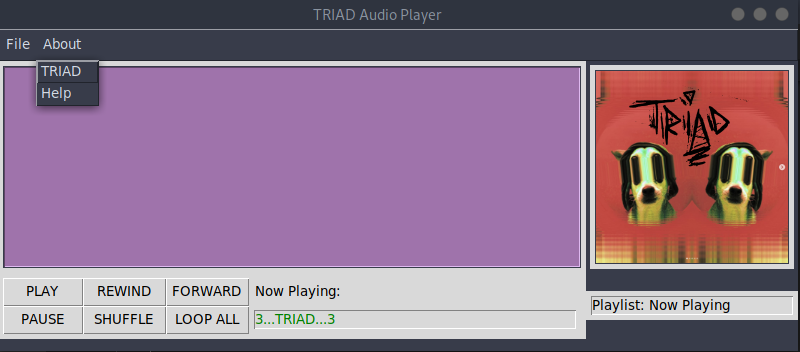 TRIAD Audio Player
File About
TRIAD
Help
TRIAD
PLAY REWIND FORWARD Now Playing:
PAUSE SHUFFLE LOOP ALL 3...TRIAD...3
Playlist: Now Playing